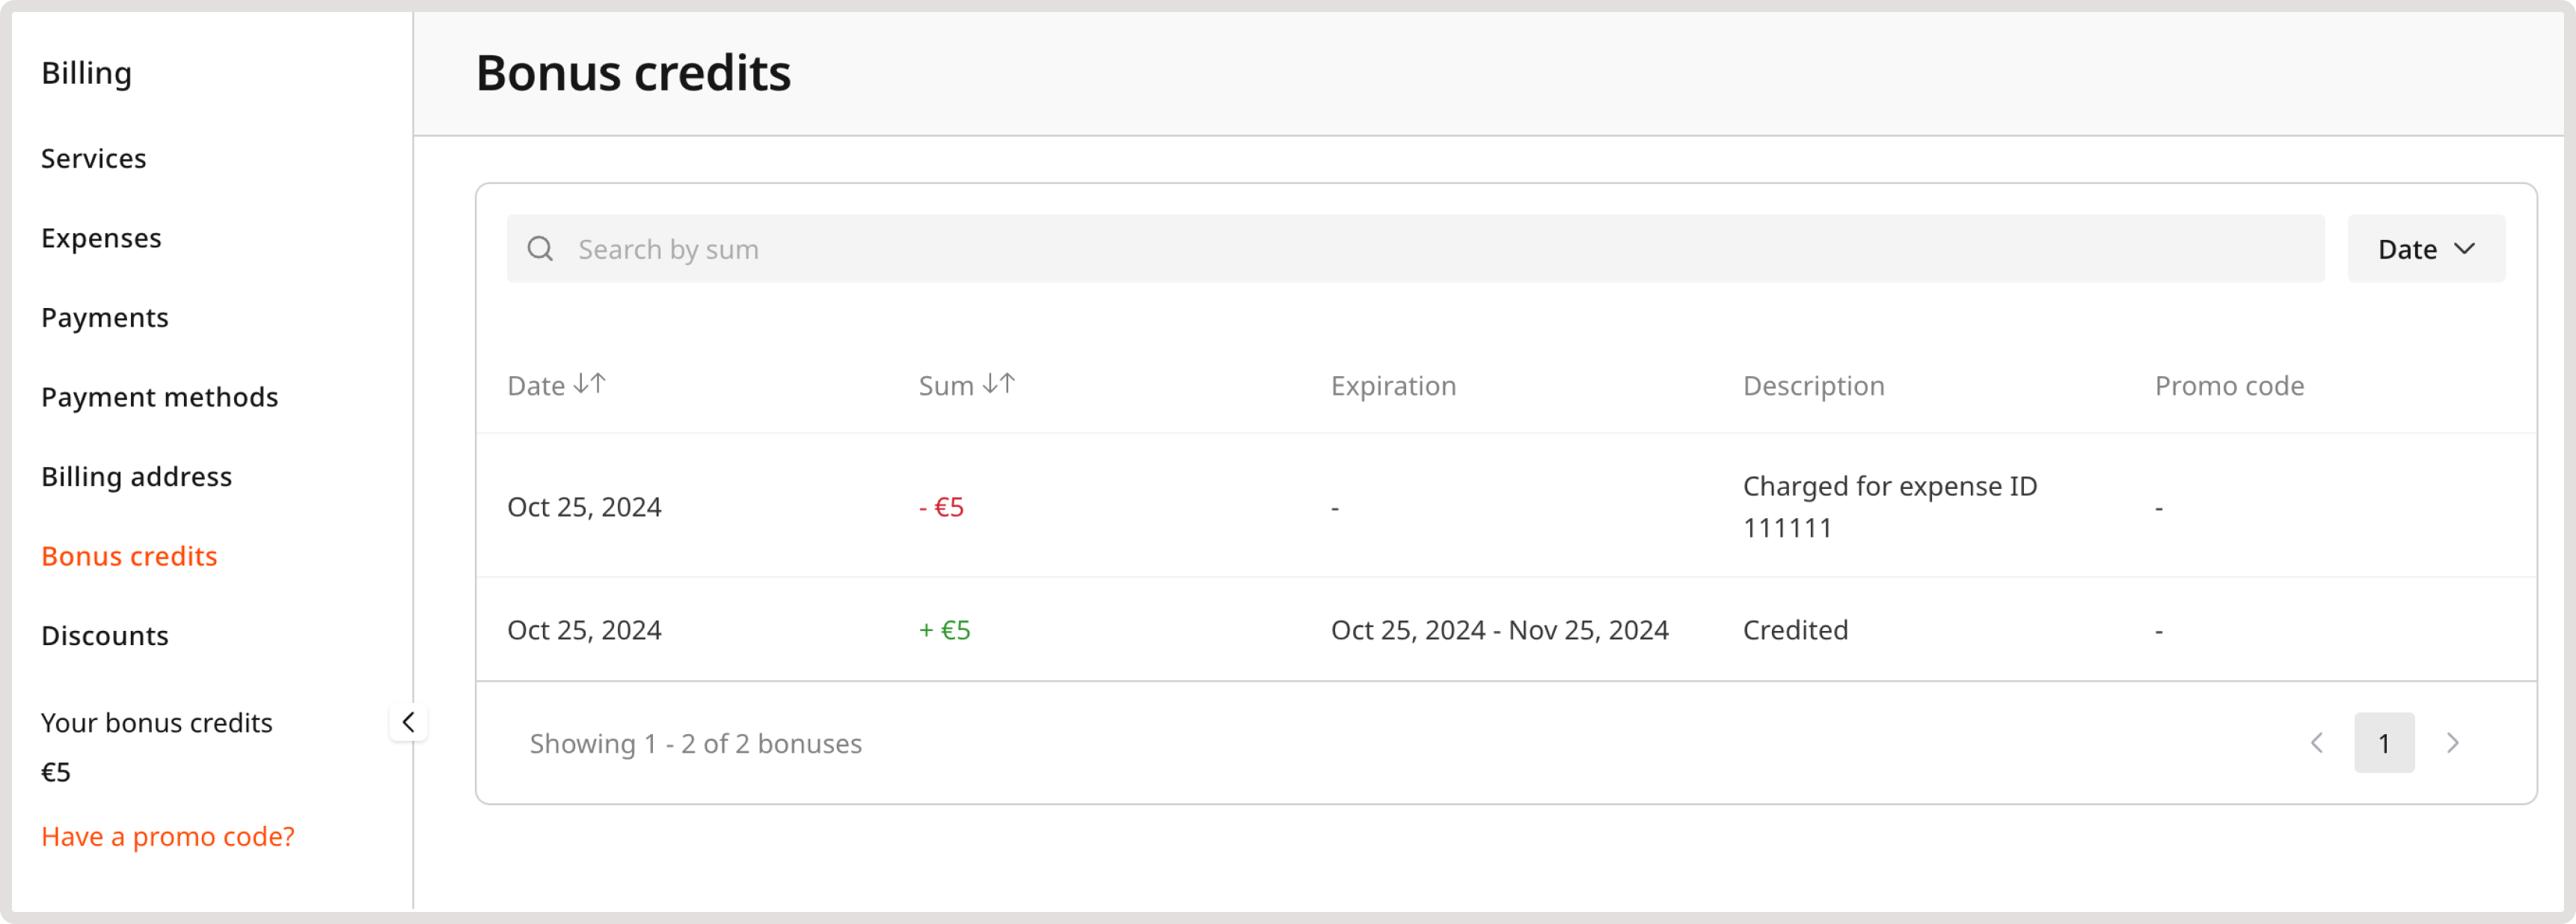 Billing
Services
Expenses
Payments
Payment methods
Billing address
Bonus credits
Discounts
Your bonus credits
€5
Have a promo code?
Bonus credits
Search by sum
Date
Date Sum Expiration Description Promo code
Oct 25, 2024 - €5 - Charged for expense ID -
111111
Oct 25, 2024 + €5 Oct 25, 2024 - Nov 25, 2024 Credited -
Showing 1 - 2 of 2 bonuses
1